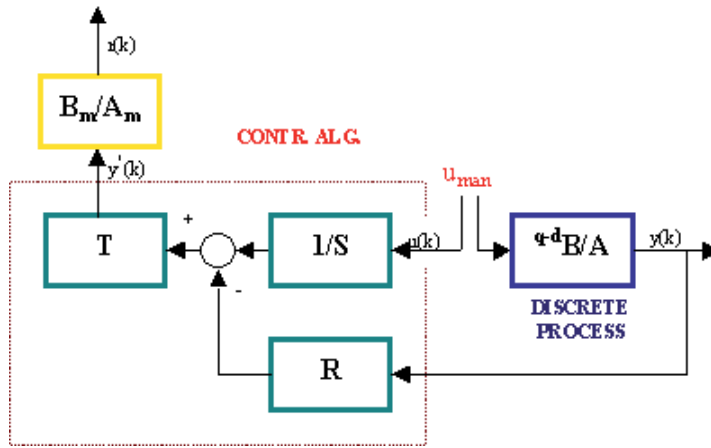 r(k)
Bm/Am
CONTR. ALG.
y'(k)
uman
+
T
1/S
u(k)
q-dB/A
y(k)
-
DISCRETE
PROCESS
R